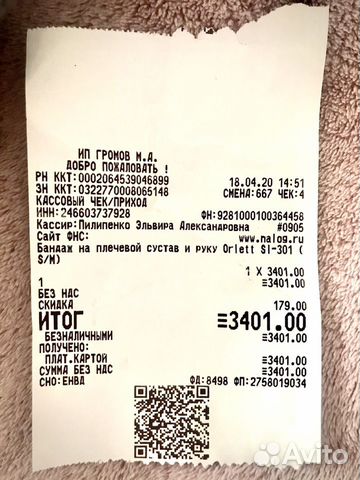 ИП ГРОМОВ М.А.
ДОБРО ПОЖАЛОВАТЬ !
РН ККТ:0002064539046899 18.04.20 14:51
ЗН ККТ:0322770008065148 СМЕНА:667 ЧЕК:4
КАССОВЫЙ ЧЕК/ПРИХОД
ИНН:246603737928 ФН:9281000100364458
Кассир:Пилипенко Эльвира Александровна #0905
Сайт ФНС: www.nalog.ru
Бандаж на плечевой сустав и руку Orlett SI-301 (
S/M)
1 X 3401.00
1 ≡3401.00
БЕЗ НДС
СКИДКА 179.00
ИТОГ ≡3401.00
БЕЗНАЛИЧНЫМИ ≡3401.00
ПОЛУЧЕНО:
ПЛАТ.КАРТОЙ ≡3401.00
СУММА БЕЗ НДС ≡3401.00
СНО:ЕНВД ФД:8498 ФП:2758019034
Avito